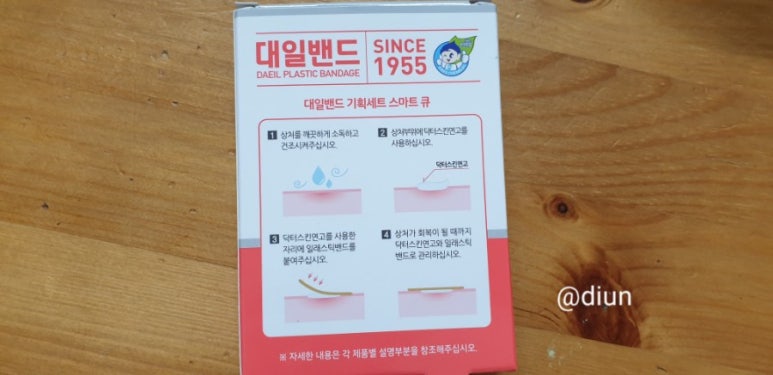 대일밴드
DAEIL PLASTIC BANDAGE
SINCE
1955
대일밴드 기획세트 스마트 큐
1 상처를 깨끗하게 소독하고
건조시켜주십시오.
2 상처부위에 닥터스킨연고를
사용하십시오.
닥터스킨연고
3 닥터스킨연고를 사용한
자리에 일래스틱밴드를
붙여주십시오.
4 상처가 회복이 될 때까지
닥터스킨연고와 일래스틱
밴드로 관리하십시오.
※ 자세한 내용은 각 제품별 설명부분을 참조해주십시오.
@diun